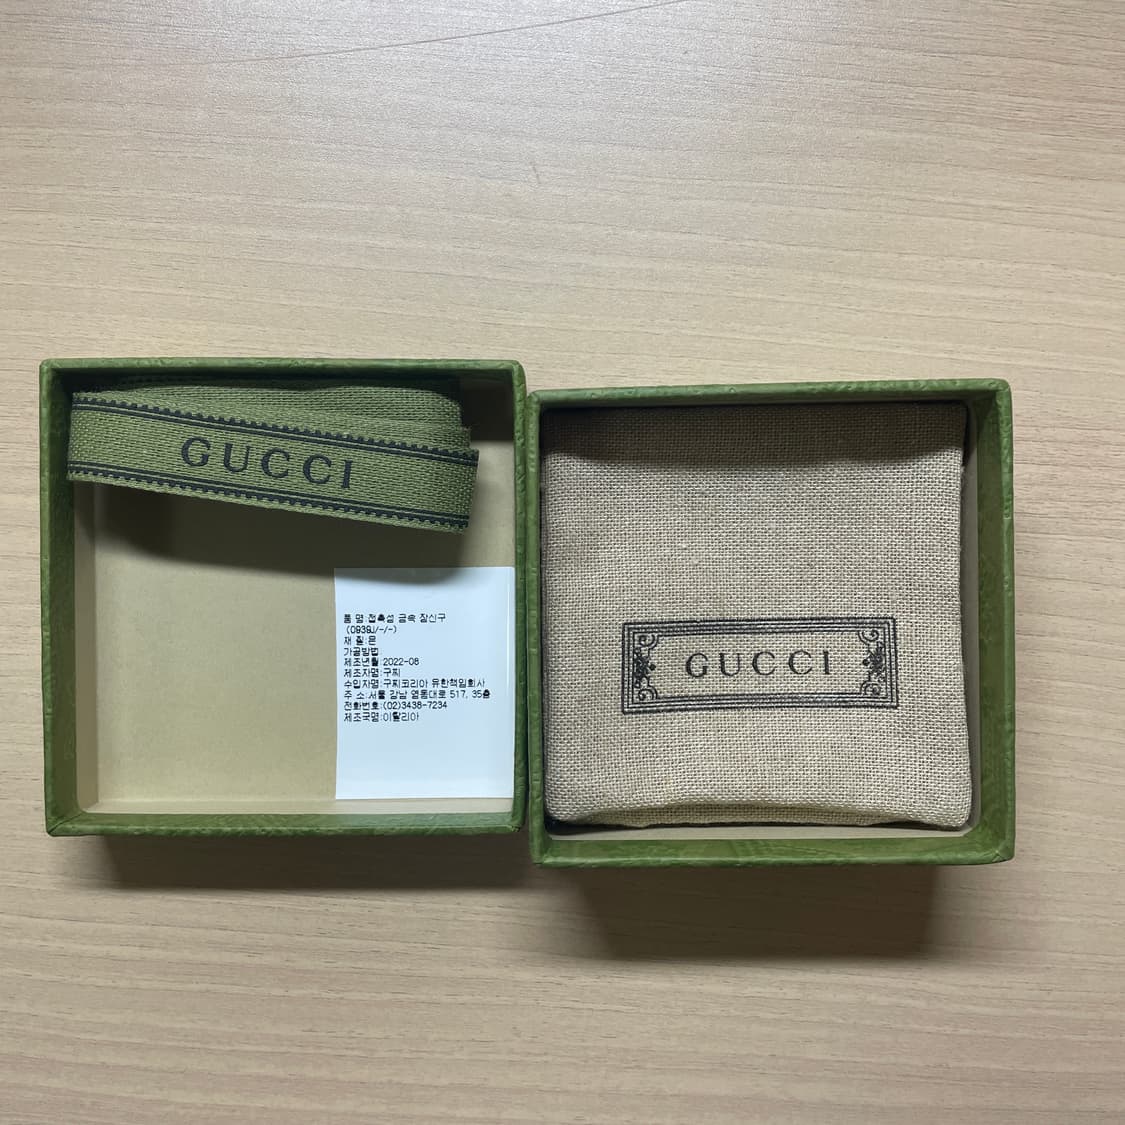 GUCCI
품 명:접촉성 금속 장신구
(0939J/-/-)
재 질:은
가공방법:
제조년월:2022-08
제조자명:구찌
수입자명:구찌코리아 유한책임회사
주 소:서울 강남 영동대로 517, 35층
전화번호:(02)3438-7234
제조국명:이탈리아
GUCCI